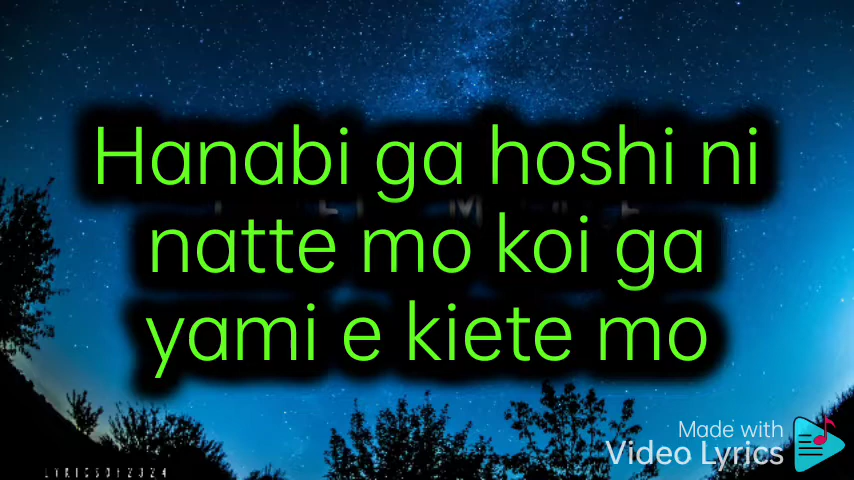 Hanabi ga hoshi ni
natte mo koi ga
yami e kiete mo
Made with
Video Lyrics